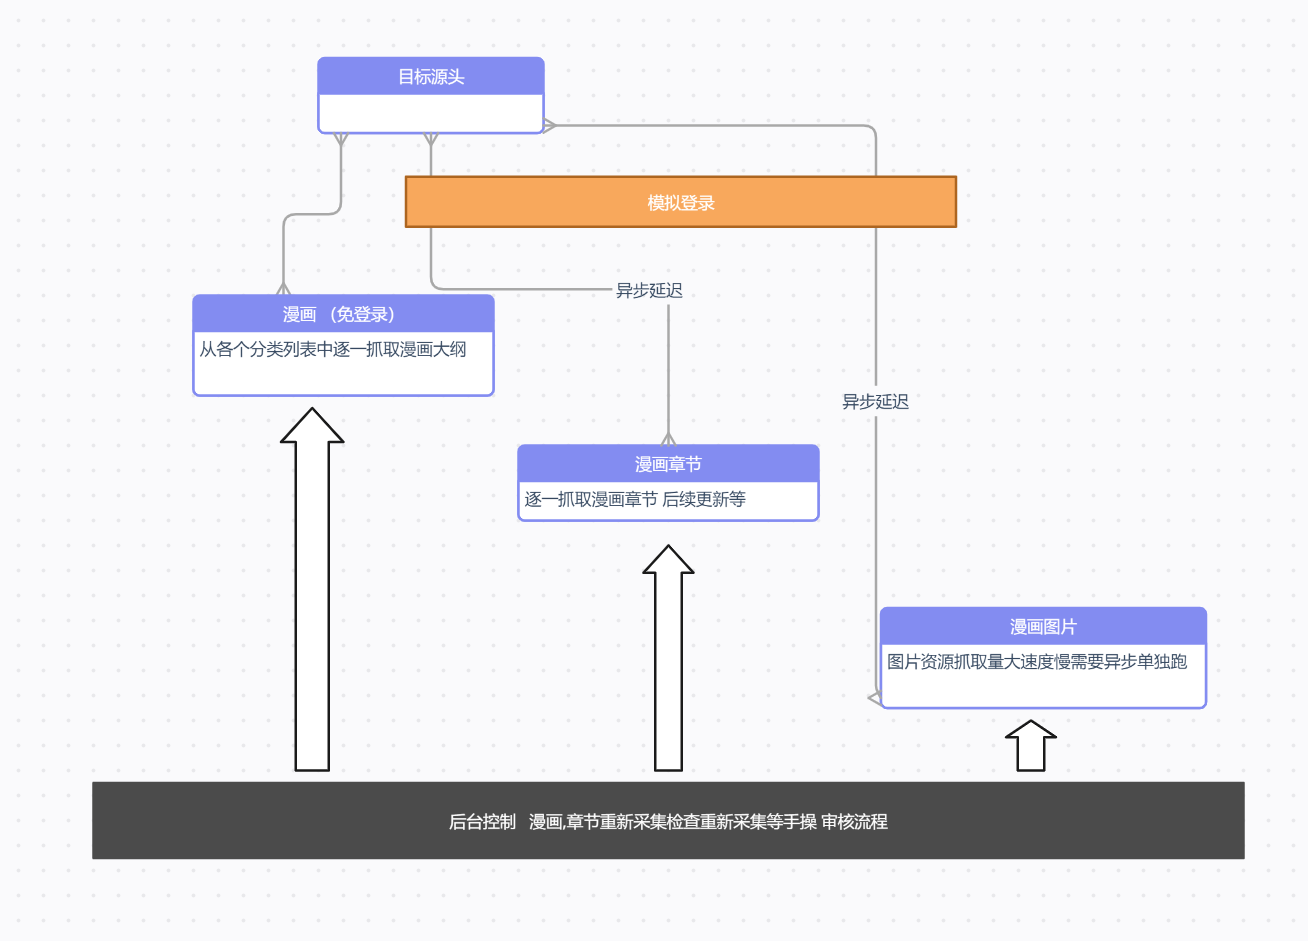 目标源头
模拟登录
异步延迟
漫画 （免登录）
从各个分类列表中逐一抓取漫画大纲
异步延迟
漫画章节
逐一抓取漫画章节 后续更新等
漫画图片
图片资源抓取量大速度慢需要异步单独跑
后台控制 漫画,章节重新采集检查重新采集等手操 审核流程